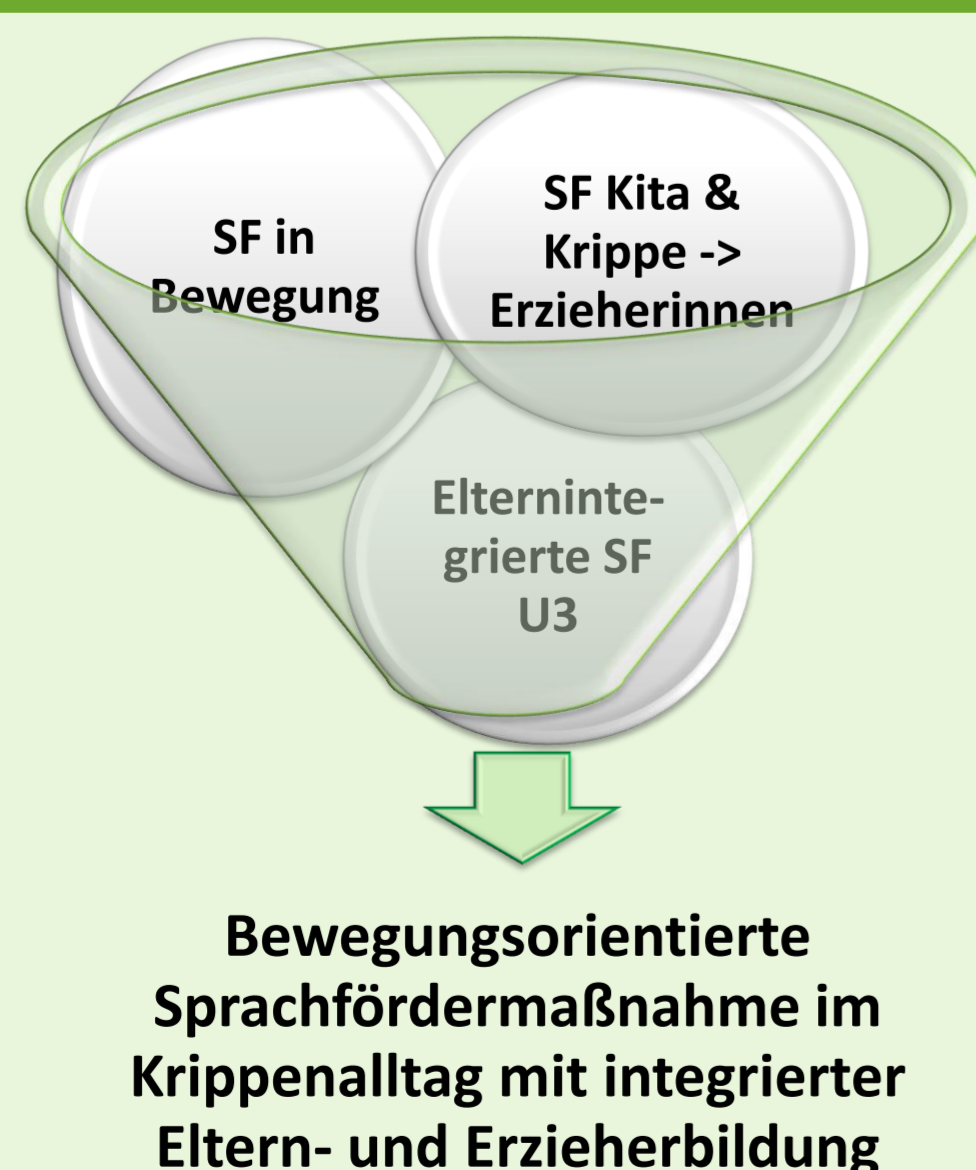 SF in
Bewegung
SF Kita &
Krippe ->
Erzieherinnen
Elterninte-
grierte SF
U3
Bewegungsorientierte
Sprachfördermaßnahme im
Krippenalltag mit integrierter
Eltern- und Erzieherbildung